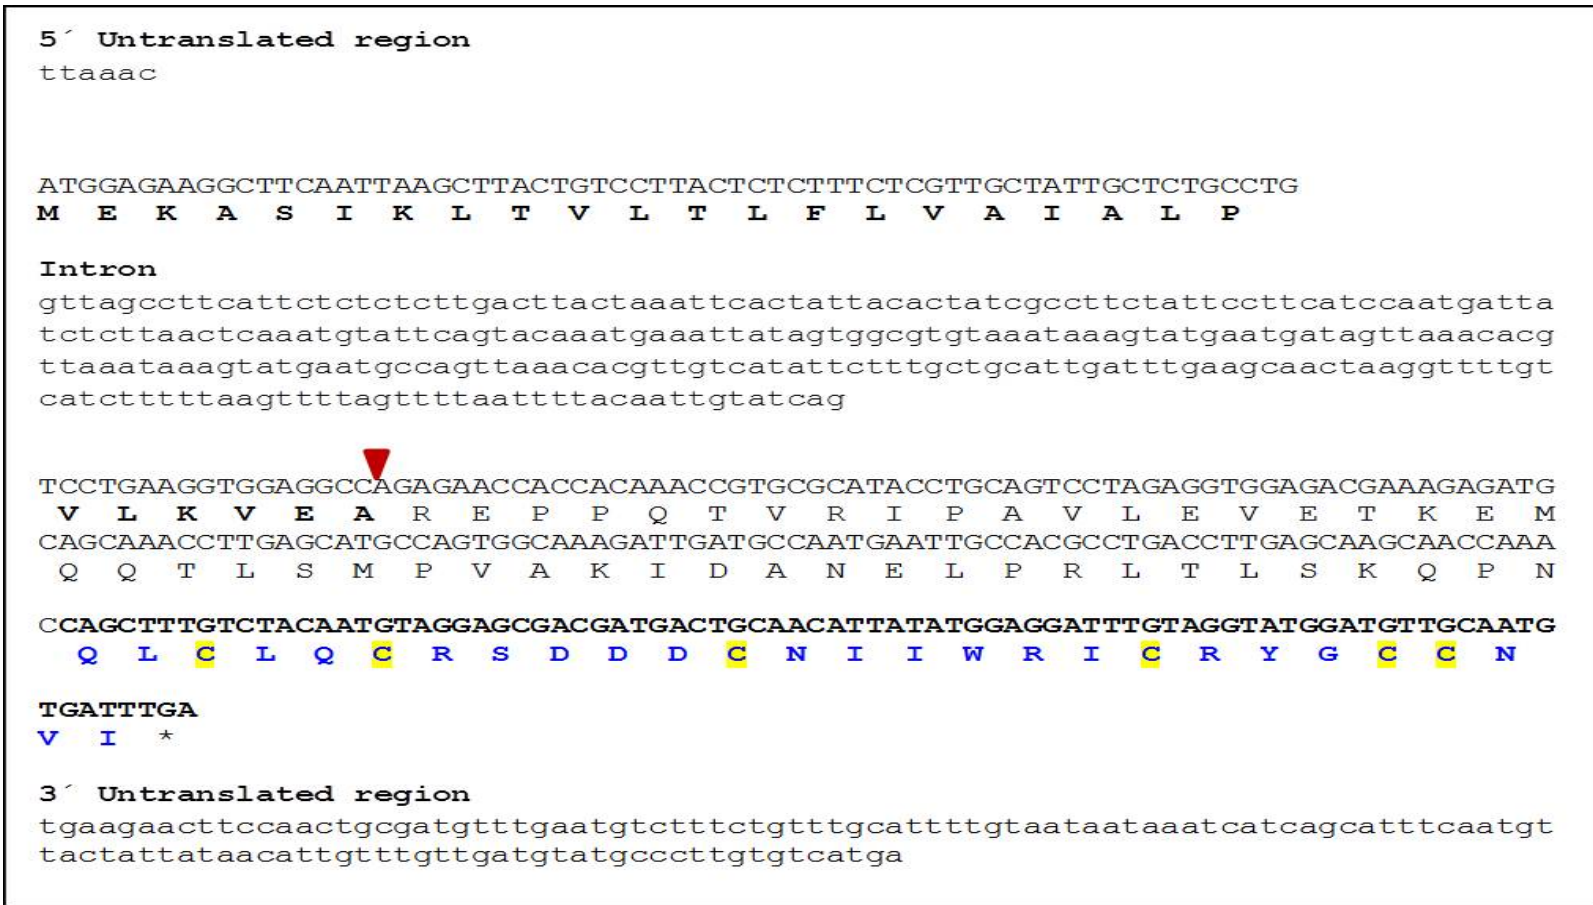 5´ Untranslated region
ttaaac
ATGGAGAAGGCTTCAATTAAGCTTACTGTCCTTACTCTCTTTCTCGTTGCTATTGCTCTGCCTG
M E K A S I K L T V L T L F L V A I A L P
Intron
gttagccttcattctctctcttgacttactaaattcactattacactatcgccttctattccttcatccaatgatta
tctcttaactcaaatgtattcagtacaaatgaaattatagtggcgtgtaaataaagtatgaatgatagttaaacacg
ttaaataaagtatgaatgccagttaaacacgttgtcatattctttgctgcattgatttgaagcaactaaggttttgt
catctttttaagttttagttttaattttacaattgtatcag
TCCTGAAGGTGGAGGCCAGAGAACCACCACAAACCGTGCGCATACCTGCAGTCCTAGAGGTGGAGACGAAAGAGATG
V L K V E A R E P P Q T V R I P A V L E V E T K E M
CAGCAAACCTTGAGCATGCCAGTGGCAAAGATTGATGCCAATGAATTGCCACGCCTGACCTTGAGCAAGCAACCAAA
Q Q T L S M P V A K I D A N E L P R L T L S K Q P N
CCAGCTTTGTCTACAATGTAGGAGCGACGATGACTGCAACATTATATGGAGGATTTGTAGGTATGGATGTTGCAATG
Q L C L Q C R S D D D C N I I W R I C R Y G C C N
TGATTTGA
V I *
3´ Untranslated region
tgaagaacttccaactgcgatgtttgaatgtctttctgtttgcattttgtaataataaatcatcagcatttcaatgt
tactattataacattgtttgttgatgtatgcccttgtgtcatga